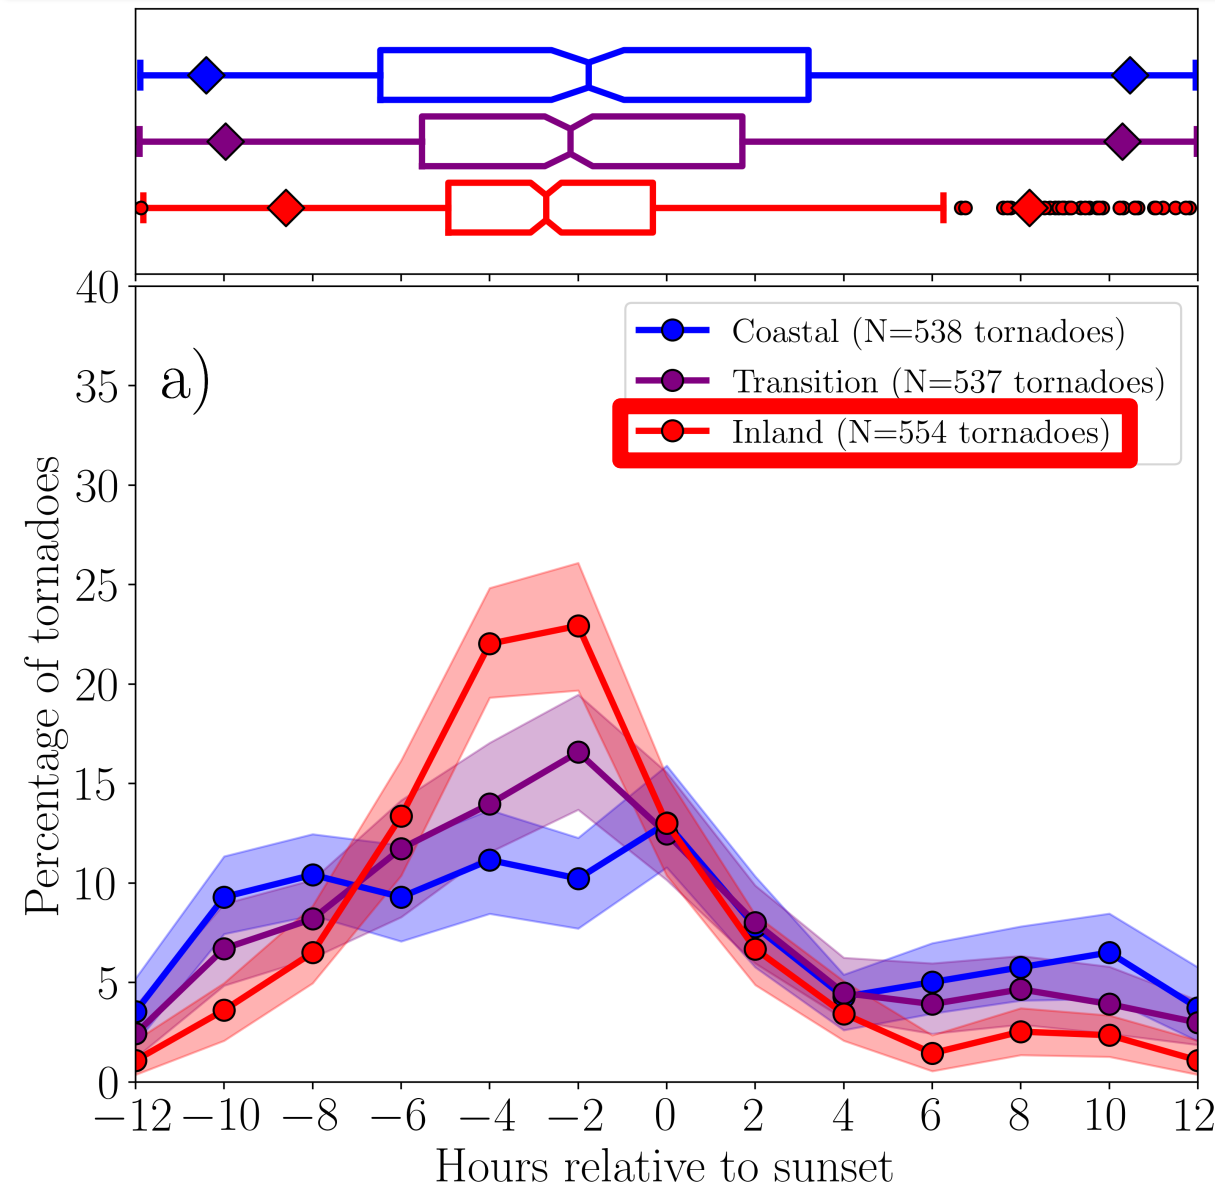 40
35
30
25
20
15
10
5
0
Percentage of tornadoes
a)
Coastal (N=538 tornadoes)
Transition (N=537 tornadoes)
Inland (N=554 tornadoes)
−12 −10 −8 −6 −4 −2 0 2 4 6 8 10 12
Hours relative to sunset